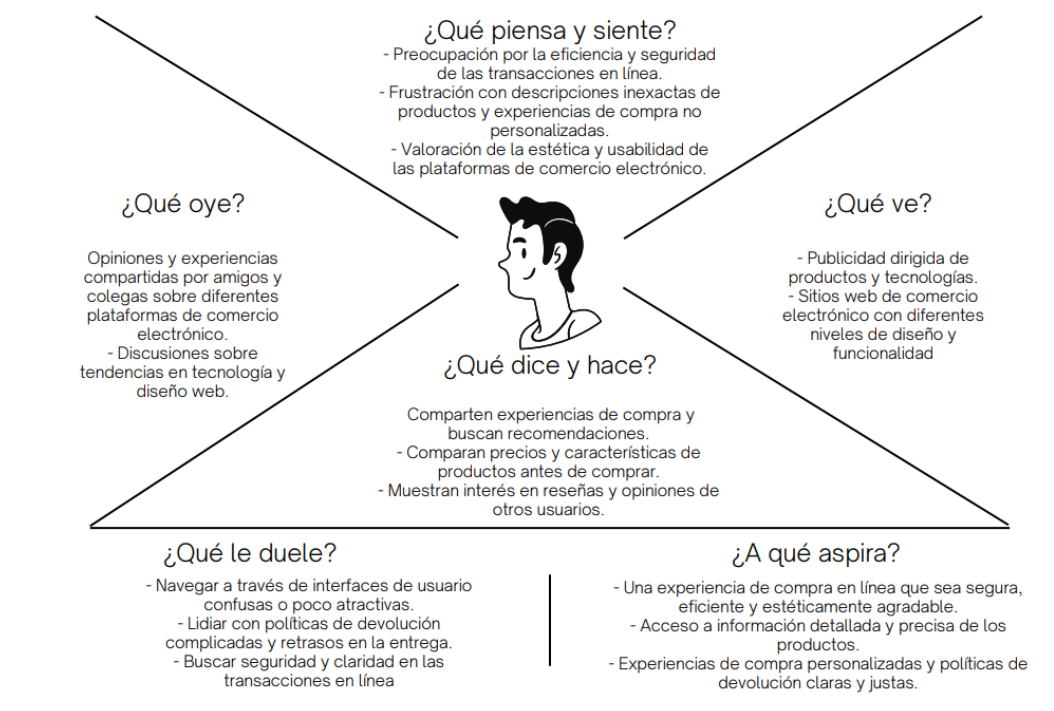 ¿Qué piensa y siente?
- Preocupación por la eficiencia y seguridad
de las transacciones en línea.
- Frustración con descripciones inexactas de
productos y experiencias de compra no
personalizadas.
- Valoración de la estética y usabilidad de
las plataformas de comercio electrónico.
¿Qué oye?
Opiniones y experiencias
compartidas por amigos y
colegas sobre diferentes
plataformas de comercio
electrónico.
- Discusiones sobre
tendencias en tecnología y
diseño web.
¿Qué ve?
- Publicidad dirigida de
productos y tecnologías.
- Sitios web de comercio
electrónico con diferentes
niveles de diseño y
funcionalidad
¿Qué dice y hace?
Comparten experiencias de compra y
buscan recomendaciones.
- Comparan precios y características de
productos antes de comprar.
- Muestran interés en reseñas y opiniones de
otros usuarios.
¿Qué le duele?
- Navegar a través de interfaces de usuario
confusas o poco atractivas.
- Lidiar con políticas de devolución
complicadas y retrasos en la entrega.
- Buscar seguridad y claridad en las
transacciones en línea
¿A qué aspira?
- Una experiencia de compra en línea que sea segura,
eficiente y estéticamente agradable.
- Acceso a información detallada y precisa de los
productos.
- Experiencias de compra personalizadas y políticas de
devolución claras y justas.